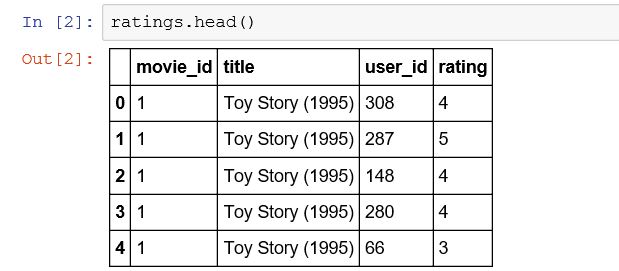 In [2]: ratings.head()
Out[2]:
movie_id title user_id rating
0 1 Toy Story (1995) 308 4
1 1 Toy Story (1995) 287 5
2 1 Toy Story (1995) 148 4
3 1 Toy Story (1995) 280 4
4 1 Toy Story (1995) 66 3